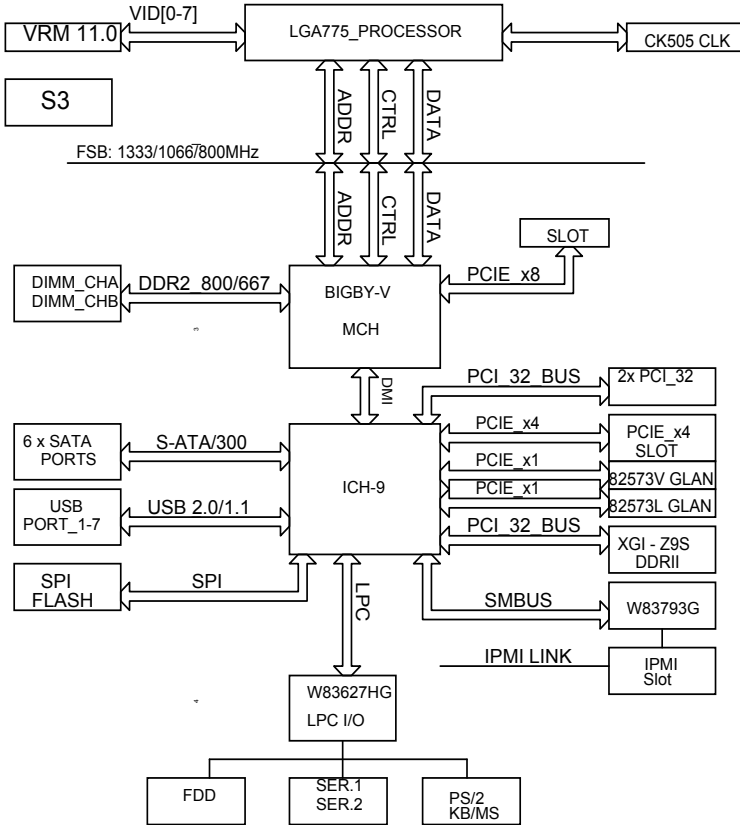 VID[0-7]
VRM 11.0
LGA775_PROCESSOR
CK505 CLK
S3
ADDR
CTRL
DATA
FSB: 1333/1066/800MHz
ADDR
CTRL
DATA
SLOT
PCIE_x8
DIMM_CHA
DIMM_CHB
DDR2_800/667
BIGBY-V
MCH
DMI
PCI_32_BUS
2x PCI_32
6 x SATA
PORTS
S-ATA/300
ICH-9
PCIE_x4
PCIE_x4
SLOT
PCIE_x1
82573V GLAN
PCIE_x1
82573L GLAN
USB
PORT_1-7
USB 2.0/1.1
PCI_32_BUS
XGI - Z9S
DDRII
SPI
FLASH
SPI
LPC
SMBUS
W83793G
IPMI LINK
IPMI
Slot
W83627HG
LPC I/O
FDD
SER.1
SER.2
PS/2
KB/MS